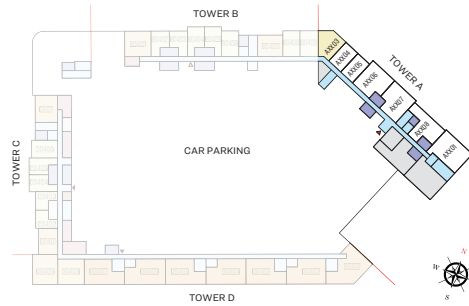 TOWER B
TOWER A
AXX03
AXX04
AXX05
AXX06
AXX07
AXX08
AXX01
TOWER C
CAR PARKING
TOWER D
N
W
S